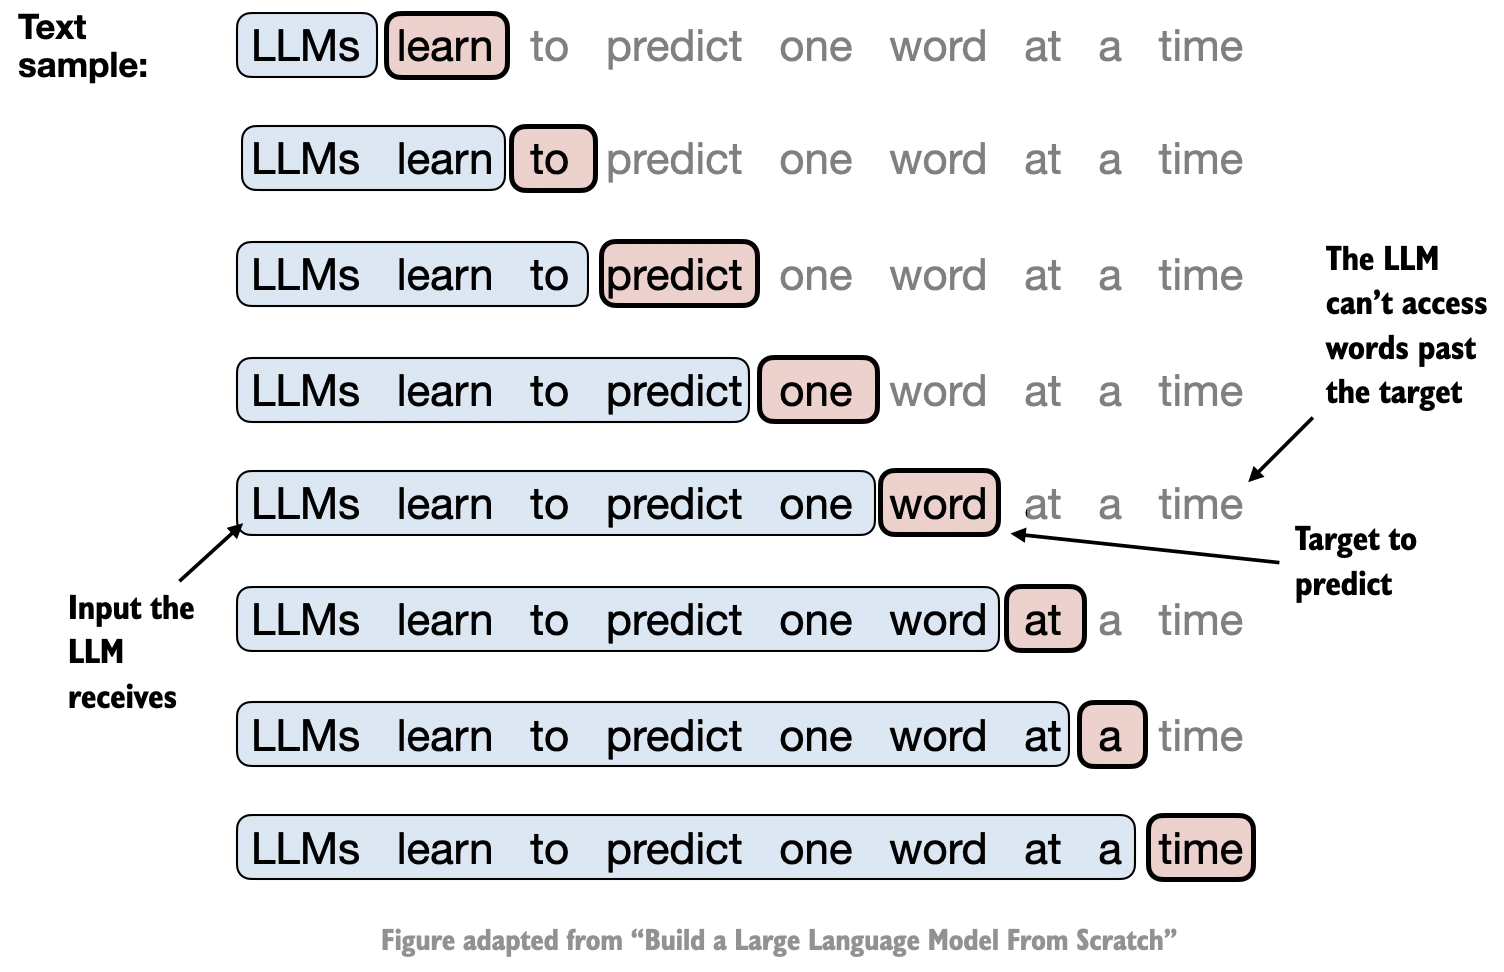 Text
sample:
LLMs learn to predict one word at a time
LLMs learn to predict one word at a time
LLMs learn to predict one word at a time
LLMs learn to predict one word at a time
LLMs learn to predict one word at a time
LLMs learn to predict one word at a time
LLMs learn to predict one word at a time
LLMs learn to predict one word at a time
The LLM
can’t access
words past
the target
Target to
predict
Input the
LLM
receives
Figure adapted from “Build a Large Language Model From Scratch”